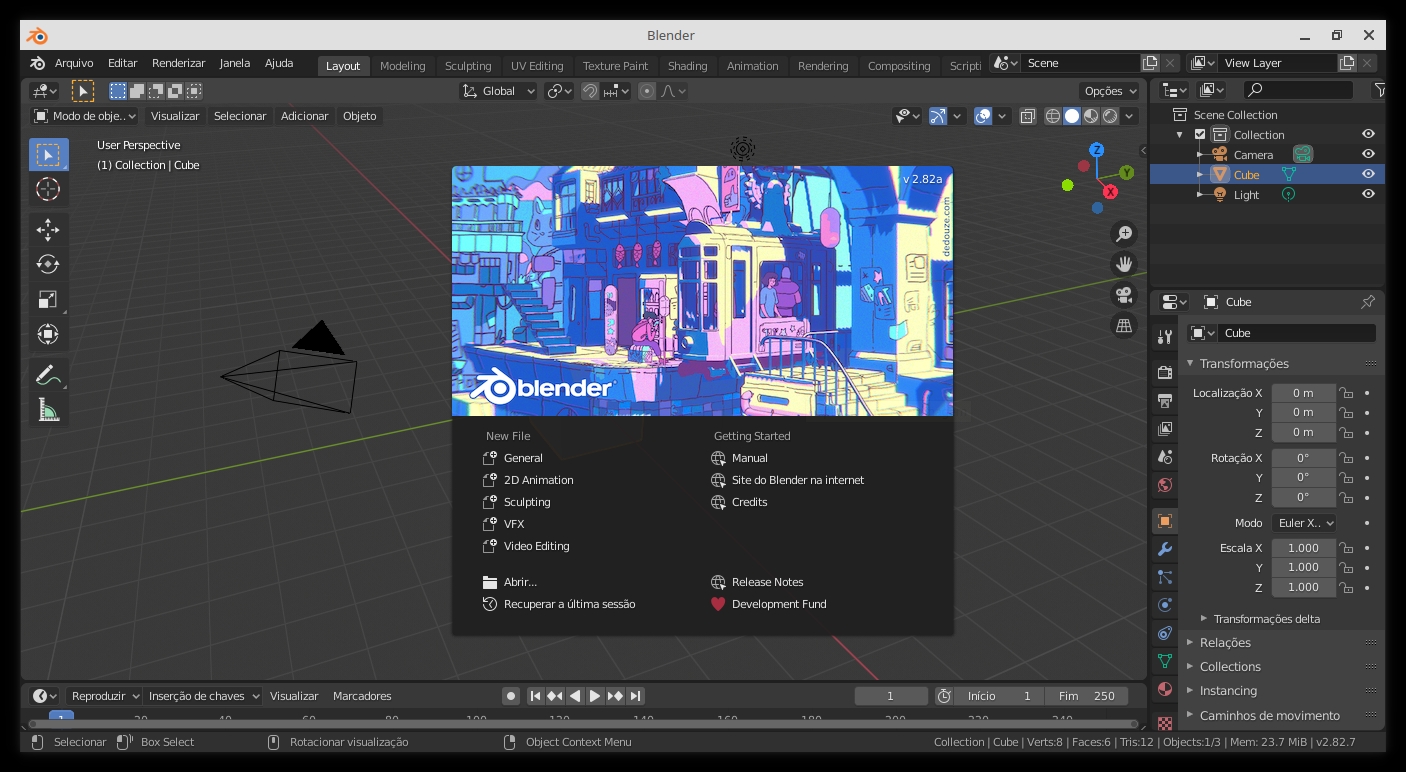 Blender
Arquivo Editar Renderizar Janela Ajuda Layout Modeling Sculpting UV Editing Texture Paint Shading Animation Rendering Compositing Scripti Scene View Layer
Global Opções
Modo de obje.. Visualizar Selecionar Adicionar Objeto
User Perspective
(1) Collection | Cube
Z
Y
X
Scene Collection
Collection
Camera
Cube
Light
v 2.82a
dedouze.com
blender
New File
General
2D Animation
Sculpting
VFX
Video Editing
Abrir...
Recuperar a última sessão
Getting Started
Manual
Site do Blender na internet
Credits
Release Notes
Development Fund
Cube
Cube
Transformações
Localização X 0 m
Y 0 m
Z 0 m
Rotação X 0°
Y 0°
Z 0°
Modo Euler X..
Escala X 1.000
Y 1.000
Z 1.000
Transformações delta
Relações
Collections
Instancing
Caminhos de movimento
Reproduzir Inserção de chaves Visualizar Marcadores 1 Início 1 Fim 250
1 20 40 60 80 100 120 140 160 180 200 220 240
Selecionar Box Select Rotacionar visualização Object Context Menu Collection | Cube | Verts:8 | Faces:6 | Tris:12 | Objects:1/3 | Mem: 23.7 MiB | v2.82.7